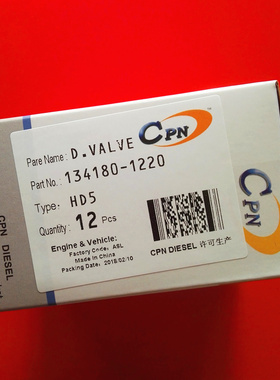 CPN
Pare Name: D.VALVE
Part No.: 134180-1220
Type: HD5
Quantity: 12 Pcs
Engine & Vehicle:
Factory Code: ASL
Made In China
Packing Date: 2018/02/10
CPN DIESEL 许可生产
CPN DIESEL